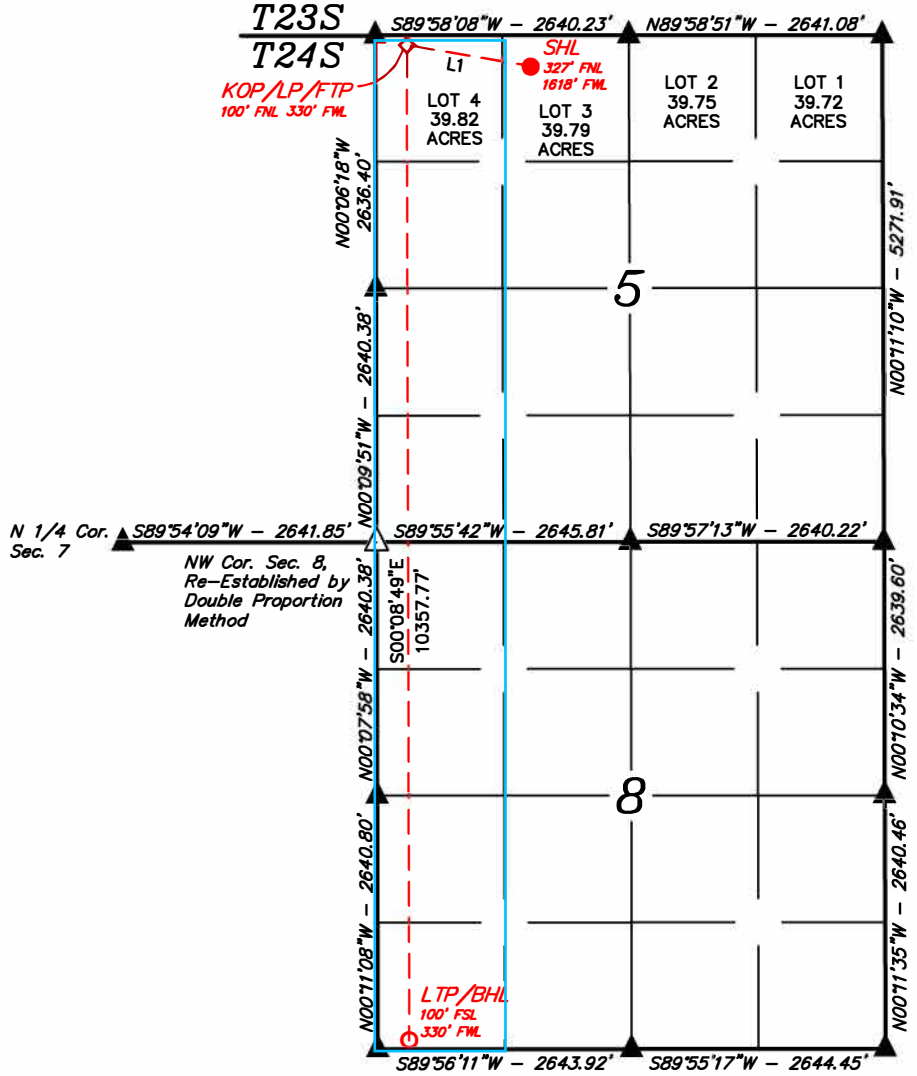 T23S
T24S
S89°58'08"W - 2640.23'
N89°58'51"W - 2641.08'
KOP/LP/FTP
100' FNL 330' FWL
L1
SHL
327' FNL
1618' FWL
LOT 4
39.82
ACRES
LOT 3
39.79
ACRES
LOT 2
39.75
ACRES
LOT 1
39.72
ACRES
N00°06'18"W
2636.40'
N00°11'10"W - 5271.91'
5
N00°09'51"W - 2640.38'
N 1/4 Cor.
Sec. 7
S89°54'09"W - 2641.85'
S89°55'42"W - 2645.81'
S89°57'13"W - 2640.22'
NW Cor. Sec. 8,
Re-Established by
Double Proportion
Method
S00°08'49"E
10357.77'
N00°07'58"W - 2640.38'
N00°10'34"W - 2639.60'
8
N00°11'08"W - 2640.80'
N00°11'35"W - 2640.46'
LTP/BHL
100' FSL
330' FWL
S89°56'11"W - 2643.92'
S89°55'17"W - 2644.45'